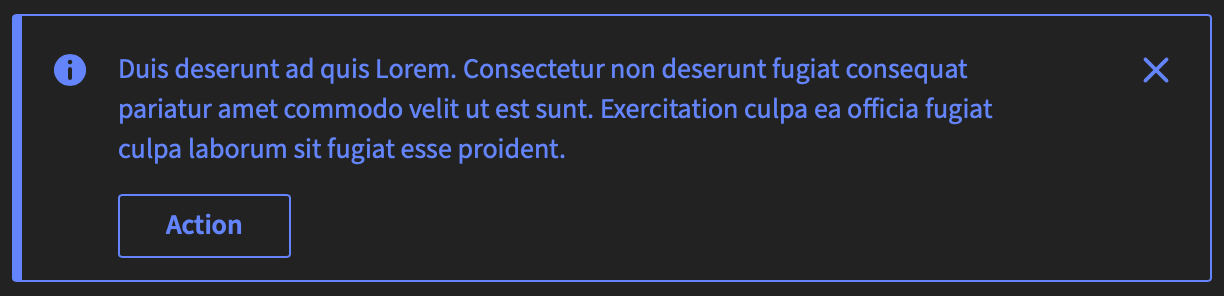 Duis deserunt ad quis Lorem. Consectetur non deserunt fugiat consequat
pariatur amet commodo velit ut est sunt. Exercitation culpa ea officia fugiat
culpa laborum sit fugiat esse proident.
Action